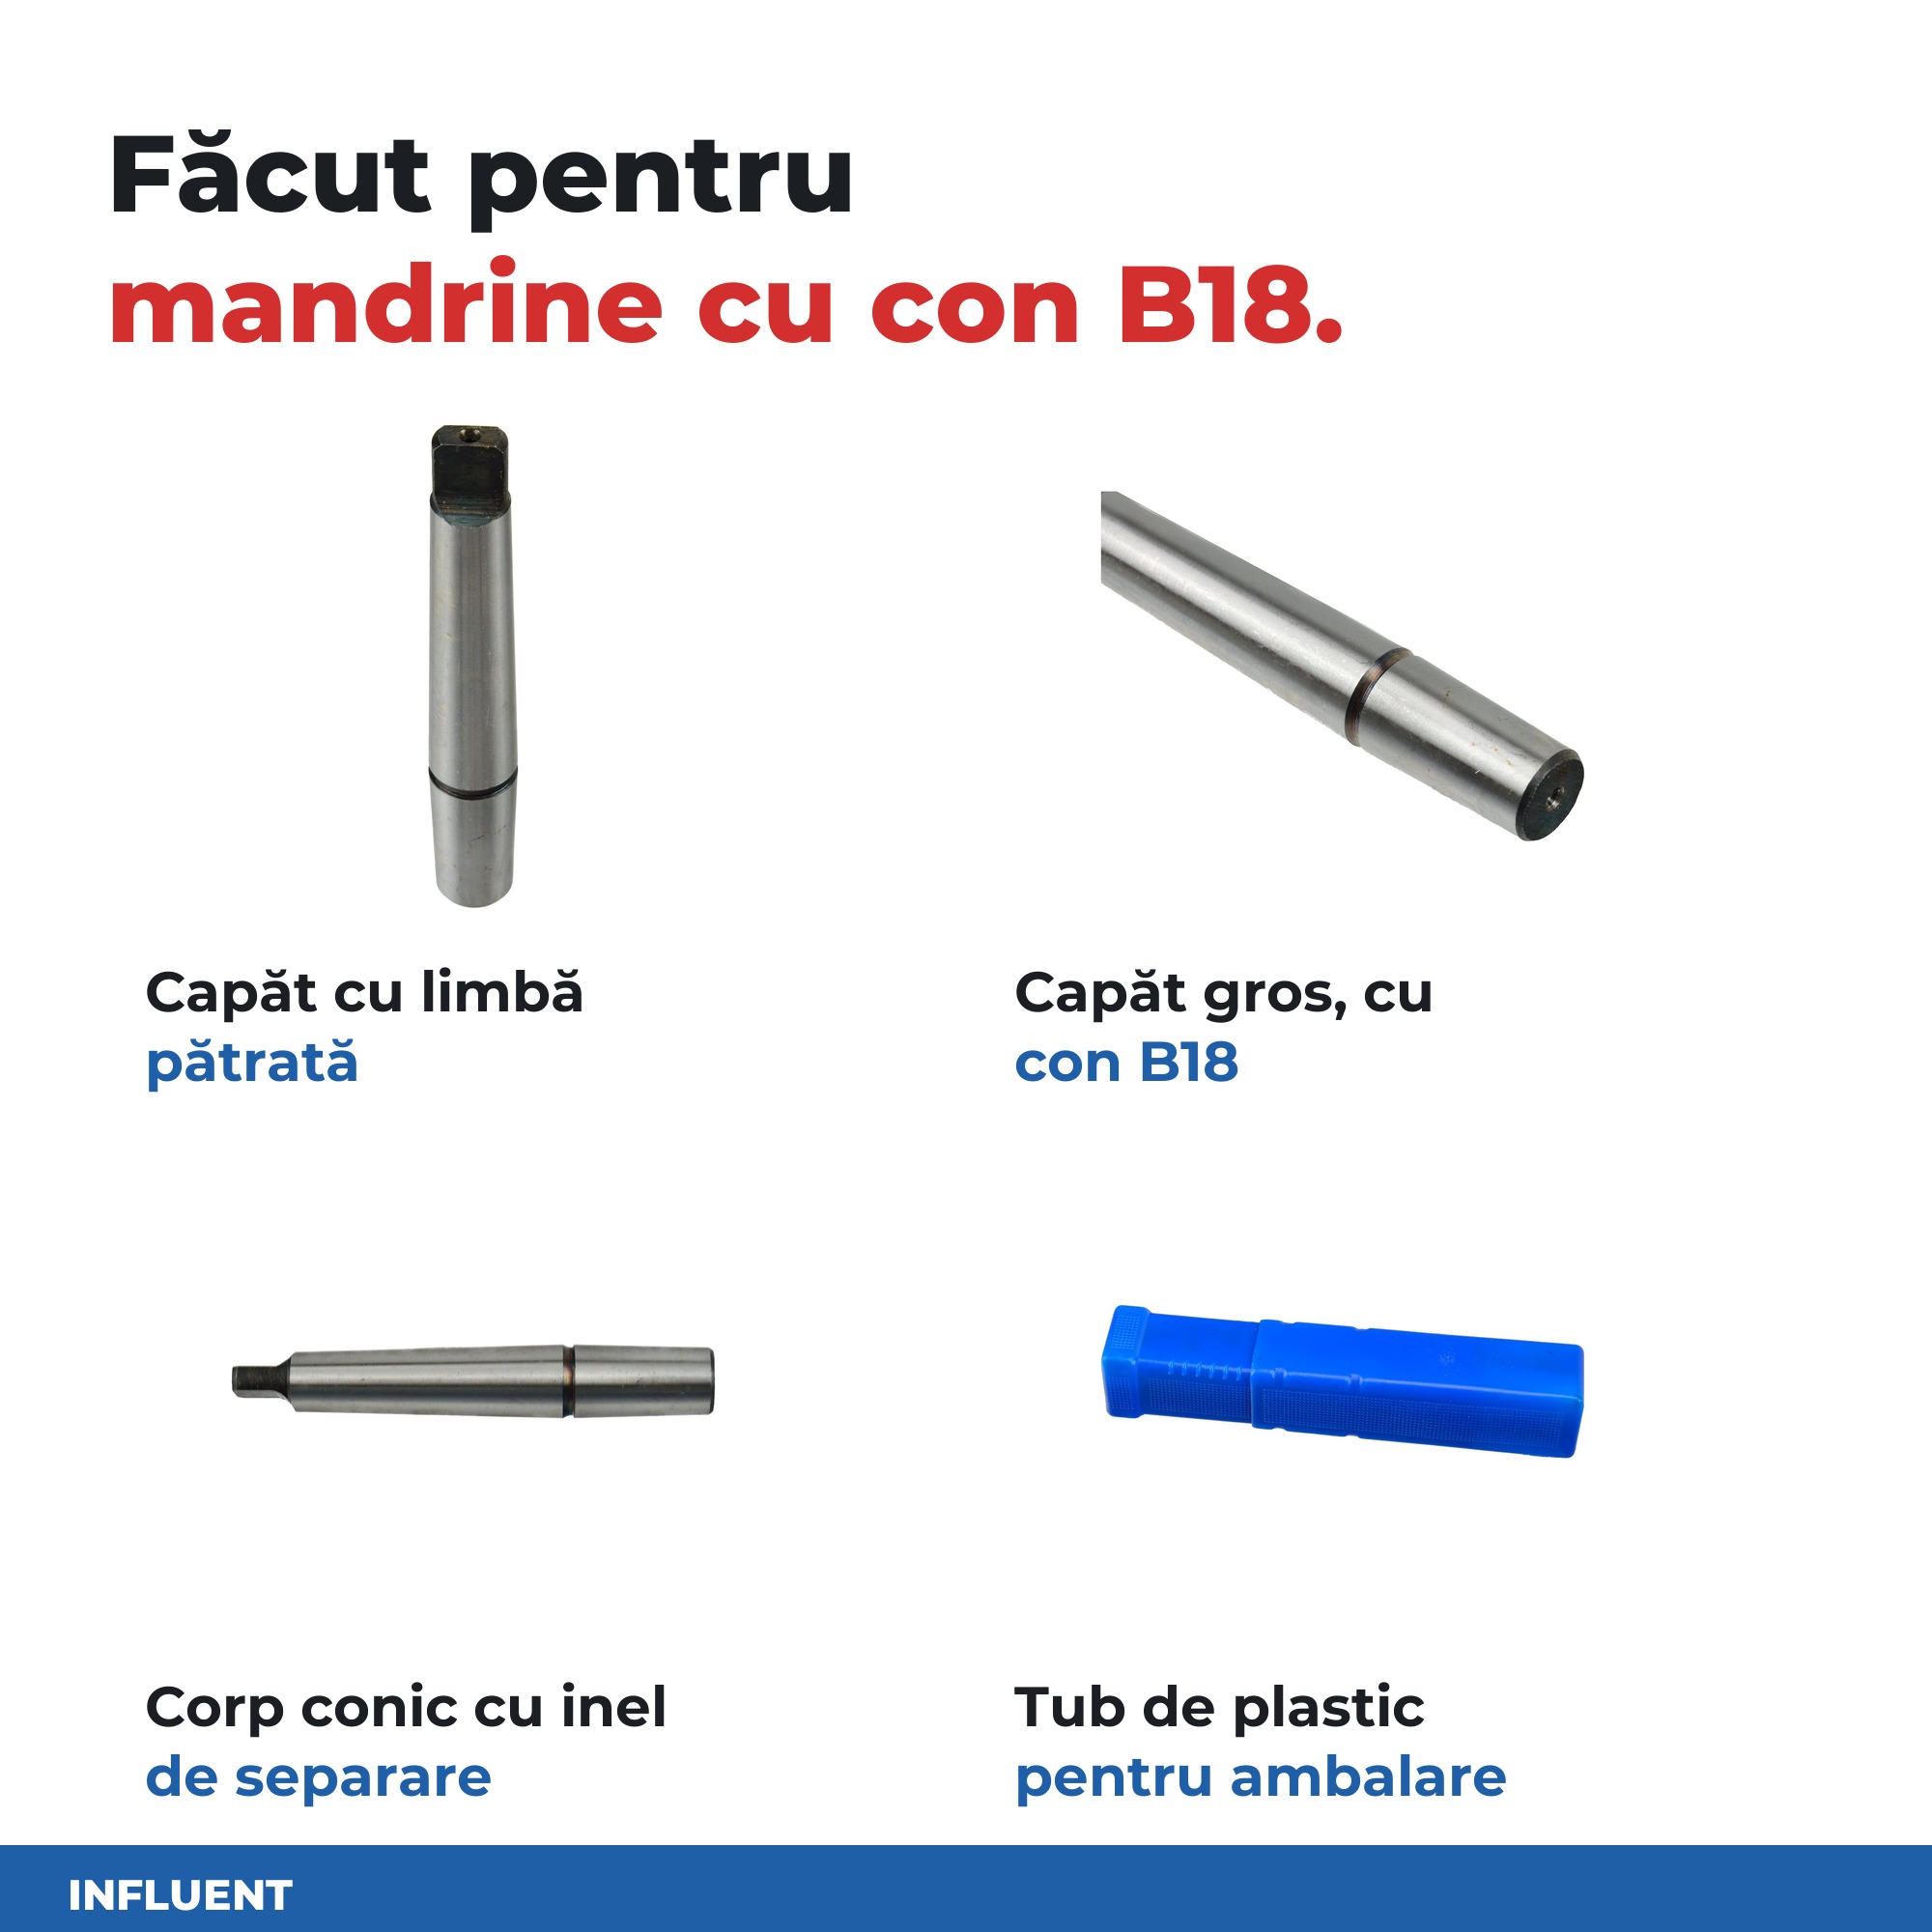 Făcut pentru
mandrine cu con B18.
Capăt cu limbă
pătrată
Capăt gros, cu
con B18
Corp conic cu inel
de separare
Tub de plastic
pentru ambalare
INFLUENT